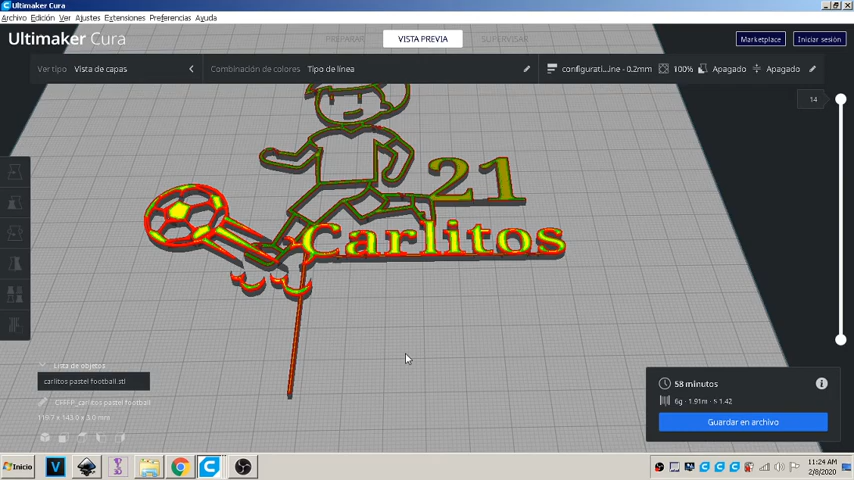 Ultimaker Cura
Archivo Edición Ver Ajustes Extensiones Preferencias Ayuda
Ultimaker Cura
PREPARAR
VISTA PREVIA
SUPERVISAR
Marketplace
Iniciar sesión
Ver tipo Vista de capas
Combinación de colores Tipo de línea
configurati...ine - 0.2mm 100% Apagado Apagado
14
21
Carlitos
Lista de objetos
carlitos pastel football.stl
CFFFP_carlitos pastel football
119.7 x 143.9 x 3.0 mm
58 minutos
6g · 1.91m · $ 1.42
Guardar en archivo
Inicio
11:24 AM
2/8/2020